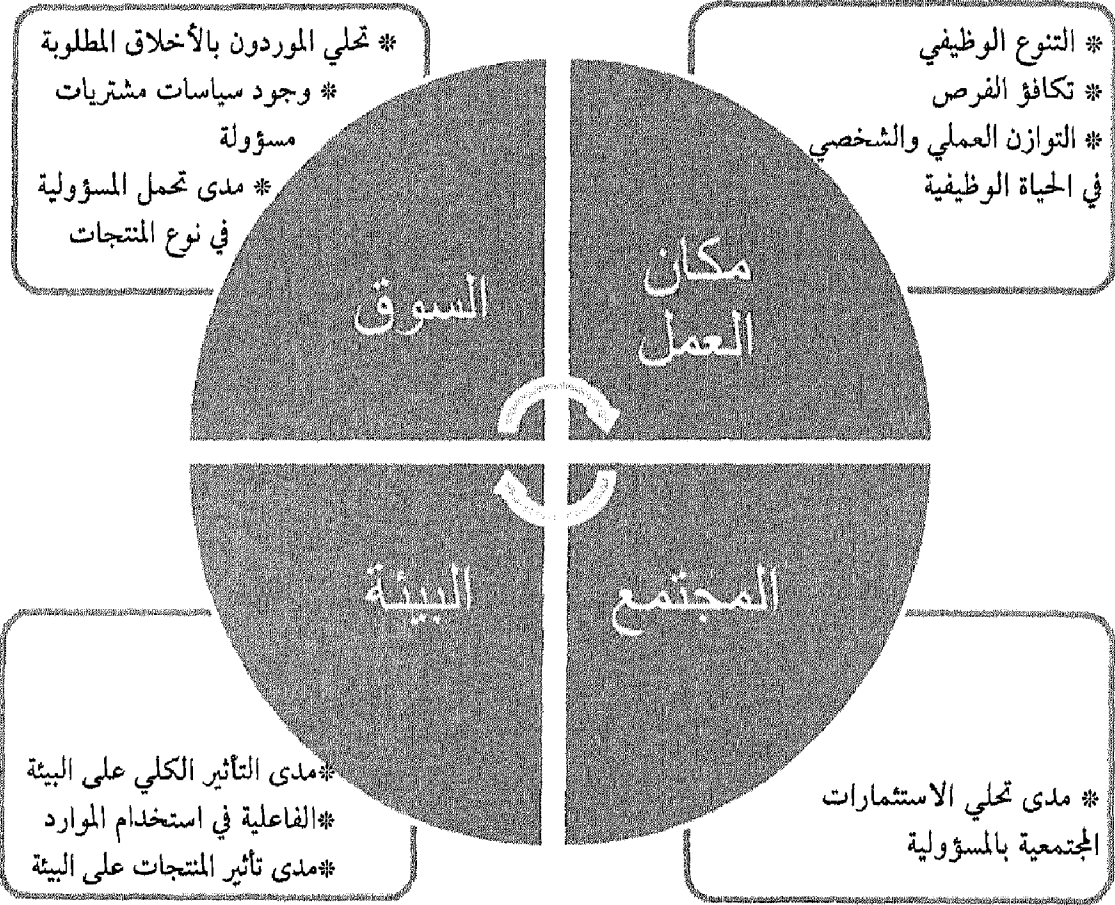 * التنوع الوظيفي
* تكافؤ الفرص
* التوازن العملي والشخصي
في الحياة الوظيفية
* تحلي الموردون بالأخلاق المطلوبة
* وجود سياسات مشتريات
مسؤولة
* مدى تحمل المسؤولية
في نوع المنتجات
مكان
العمل
السوق
المجتمع
البيئة
* مدى تحلي الاستثمارات
المجتمعية بالمسؤولية
*مدى التأثير الكلي على البيئة
*الفاعلية في استخدام الموارد
*مدى تأثير المنتجات على البيئة